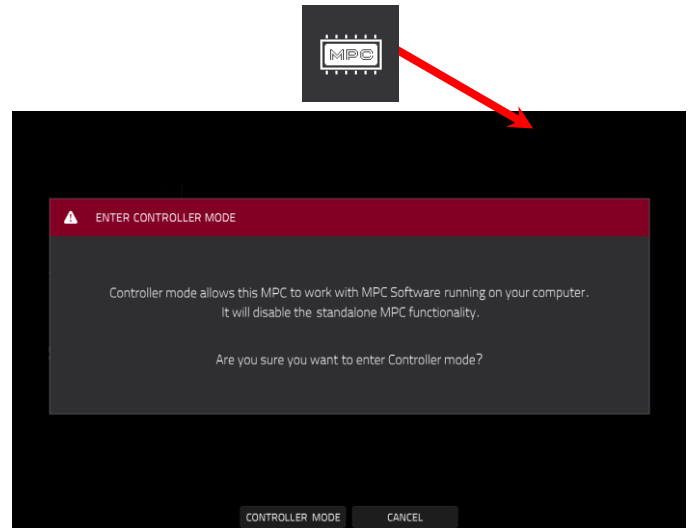 MPC
ENTER CONTROLLER MODE
Controller mode allows this MPC to work with MPC Software running on your computer.
It will disable the standalone MPC functionality.
Are you sure you want to enter Controller mode?
CONTROLLER MODE
CANCEL